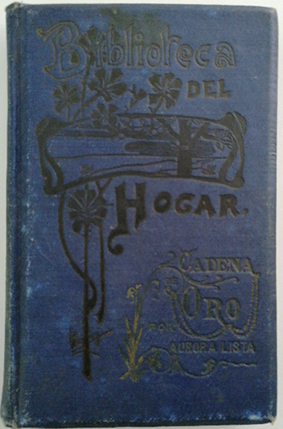 Biblioteca
DEL
HOGAR.
CADENA
DE
ORO
POR
AURORA LISTA